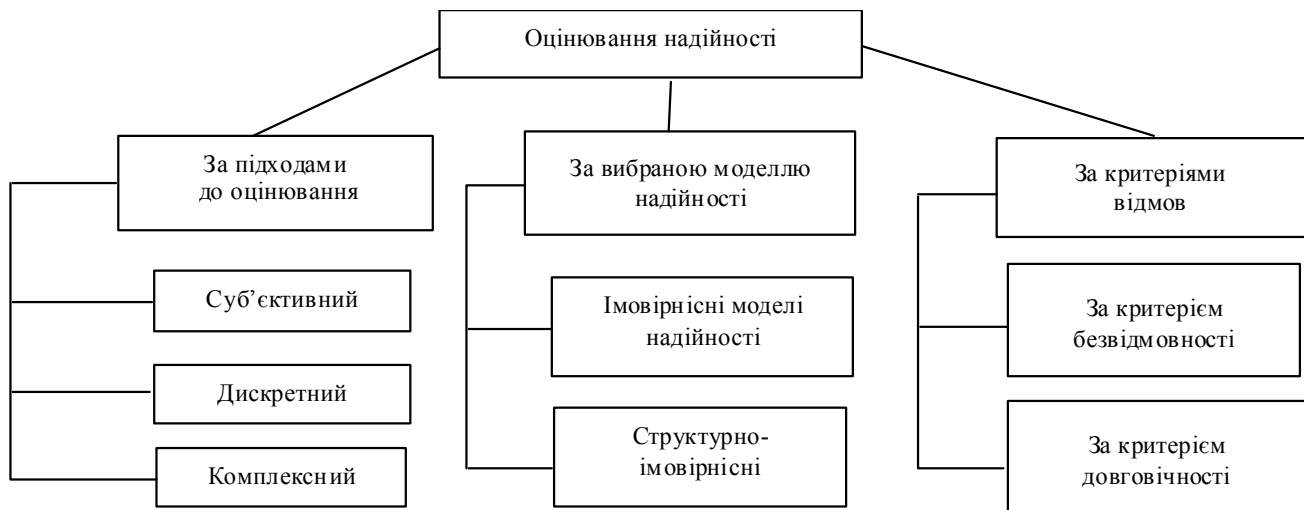 Оцінювання надійності
За підходами
до оцінювання
Суб’єктивний
Дискретний
Комплексний
За вибраною моделлю
надійності
Імовірнісні моделі
надійності
Структурно-
імовірнісні
За критеріями
відмов
За критерієм
безвідмовності
За критерієм
довговічності